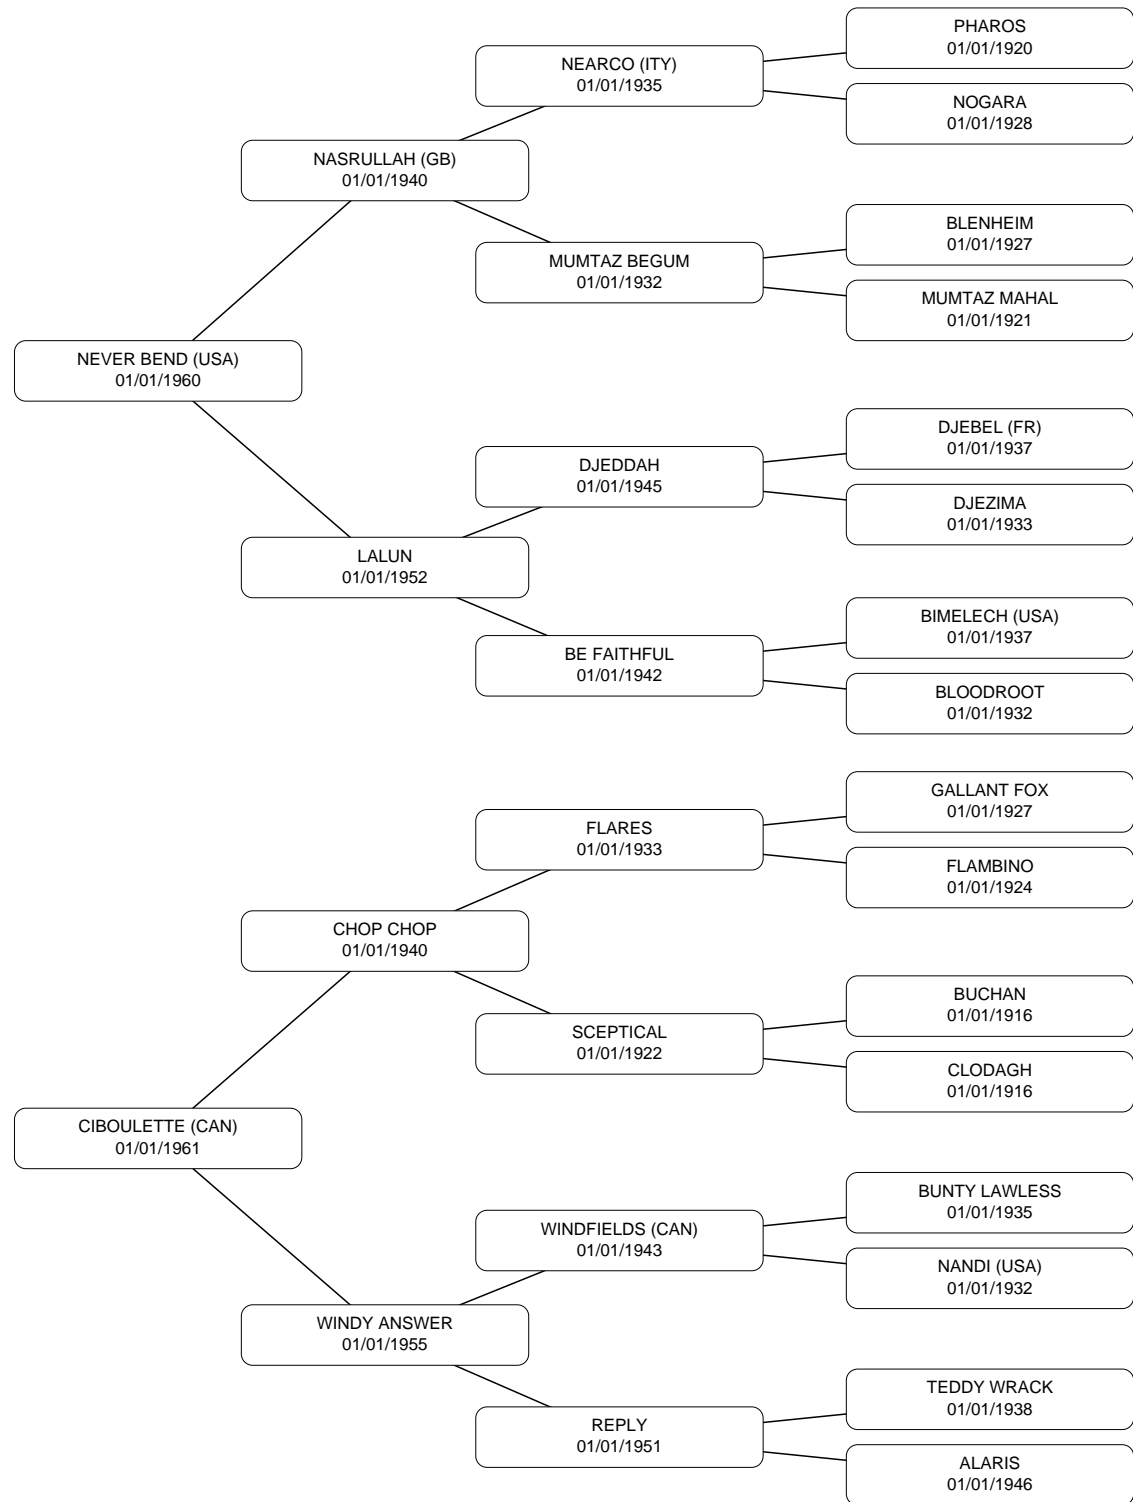 PHAROS
01/01/1920
NEARCO (ITY)
01/01/1935
NOGARA
01/01/1928
NASRULLAH (GB)
01/01/1940
BLENHEIM
01/01/1927
MUMTAZ BEGUM
01/01/1932
MUMTAZ MAHAL
01/01/1921
NEVER BEND (USA)
01/01/1960
DJEBEL (FR)
01/01/1937
DJEDDAH
01/01/1945
DJEZIMA
01/01/1933
LALUN
01/01/1952
BIMELECH (USA)
01/01/1937
BE FAITHFUL
01/01/1942
BLOODROOT
01/01/1932
GALLANT FOX
01/01/1927
FLARES
01/01/1933
FLAMBINO
01/01/1924
CHOP CHOP
01/01/1940
BUCHAN
01/01/1916
SCEPTICAL
01/01/1922
CLODAGH
01/01/1916
CIBOULETTE (CAN)
01/01/1961
BUNTY LAWLESS
01/01/1935
WINDFIELDS (CAN)
01/01/1943
NANDI (USA)
01/01/1932
WINDY ANSWER
01/01/1955
TEDDY WRACK
01/01/1938
REPLY
01/01/1951
ALARIS
01/01/1946